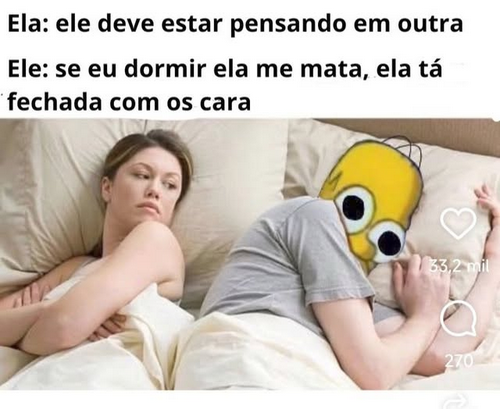 Ela: ele deve estar pensando em outra
Ele: se eu dormir ela me mata, ela tá
fechada com os cara
33,2 mil
270